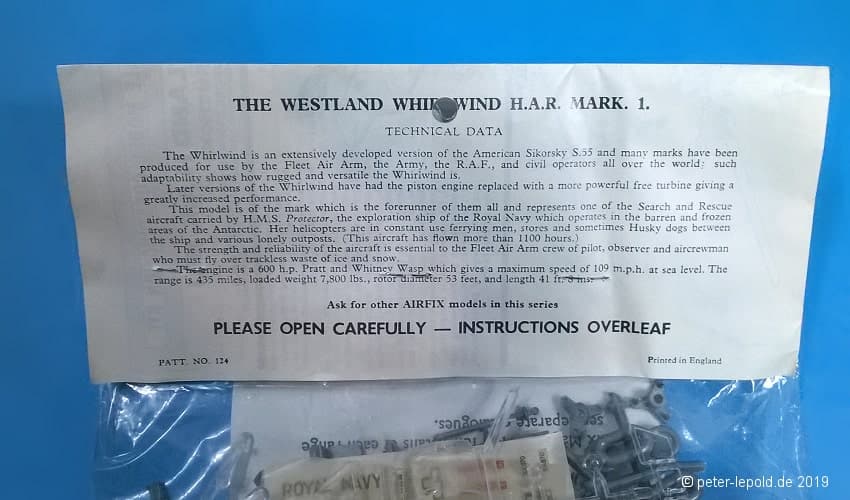 THE WESTLAND WHIRLWIND H.A.R. MARK. 1.
TECHNICAL DATA
The Whirlwind is an extensively developed version of the American Sikorsky S.55 and many marks have been
produced for use by the Fleet Air Arm, the Army, the R.A.F., and civil operators all over the world; such
adaptability shows how rugged and versatile the Whirlwind is.
Later versions of the Whirlwind have had the piston engine replaced with a more powerful free turbine giving a
greatly increased performance.
This model is of the mark which is the forerunner of them all and represents one of the Search and Rescue
aircraft carried by H.M.S. Protector, the exploration ship of the Royal Navy which operates in the barren and frozen
areas of the Antarctic. Her helicopters are in constant use ferrying men, stores and sometimes Husky dogs between
the ship and various lonely outposts. (This aircraft has flown more than 1100 hours.)
The strength and reliability of the aircraft is essential to the Fleet Air Arm crew of pilot, observer and aircrewman
who must fly over trackless waste of ice and snow.
The engine is a 600 h.p. Pratt and Whitney Wasp which gives a maximum speed of 109 m.p.h. at sea level. The
range is 435 miles, loaded weight 7,800 lbs., rotor diameter 53 feet, and length 41 ft. 8 ins.
Ask for other AIRFIX models in this series
PLEASE OPEN CAREFULLY — INSTRUCTIONS OVERLEAF
PATT. NO. 124
Printed in England
of each range
ROYAL NAVY
© peter-lepold.de 2019